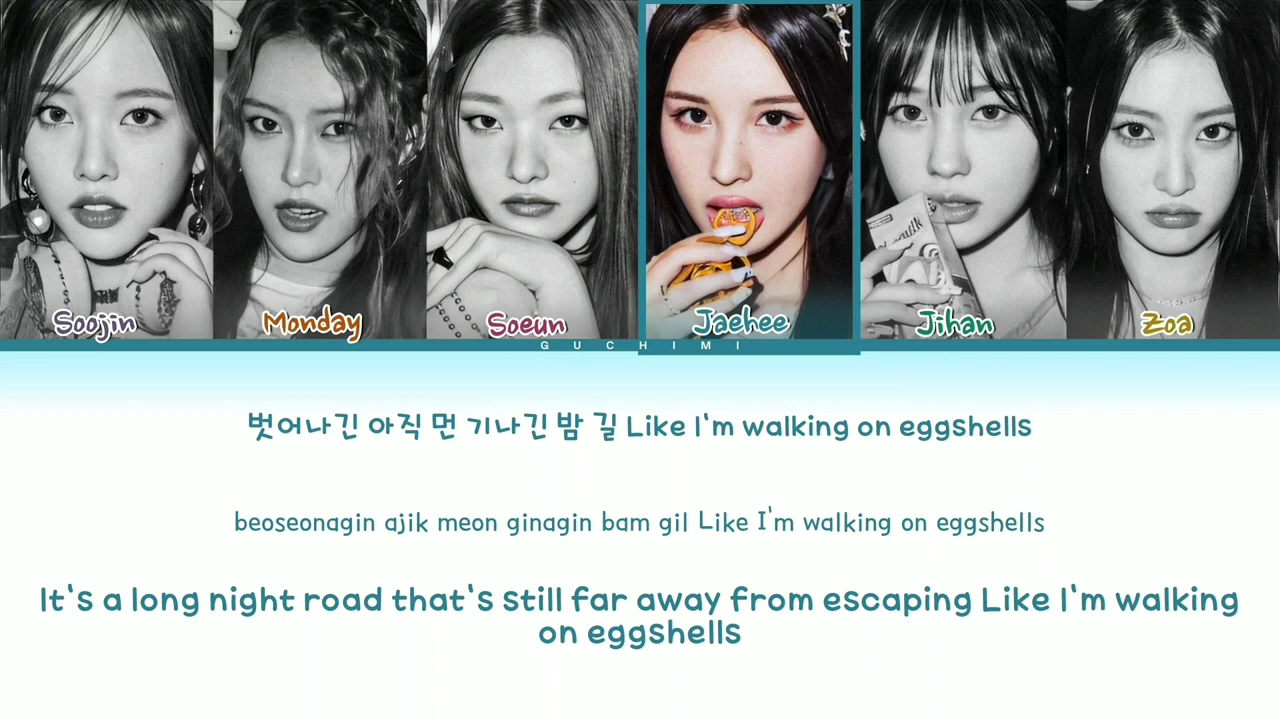 Soojin Monday Soeun Jaehee Jihan Zoa
GUCHIMI
벗어나긴 아직 먼 기나긴 밤 길 Like I'm walking on eggshells
beoseonagin ajik meon ginagin bam gil Like I'm walking on eggshells
It's a long night road that's still far away from escaping Like I'm walking
on eggshells